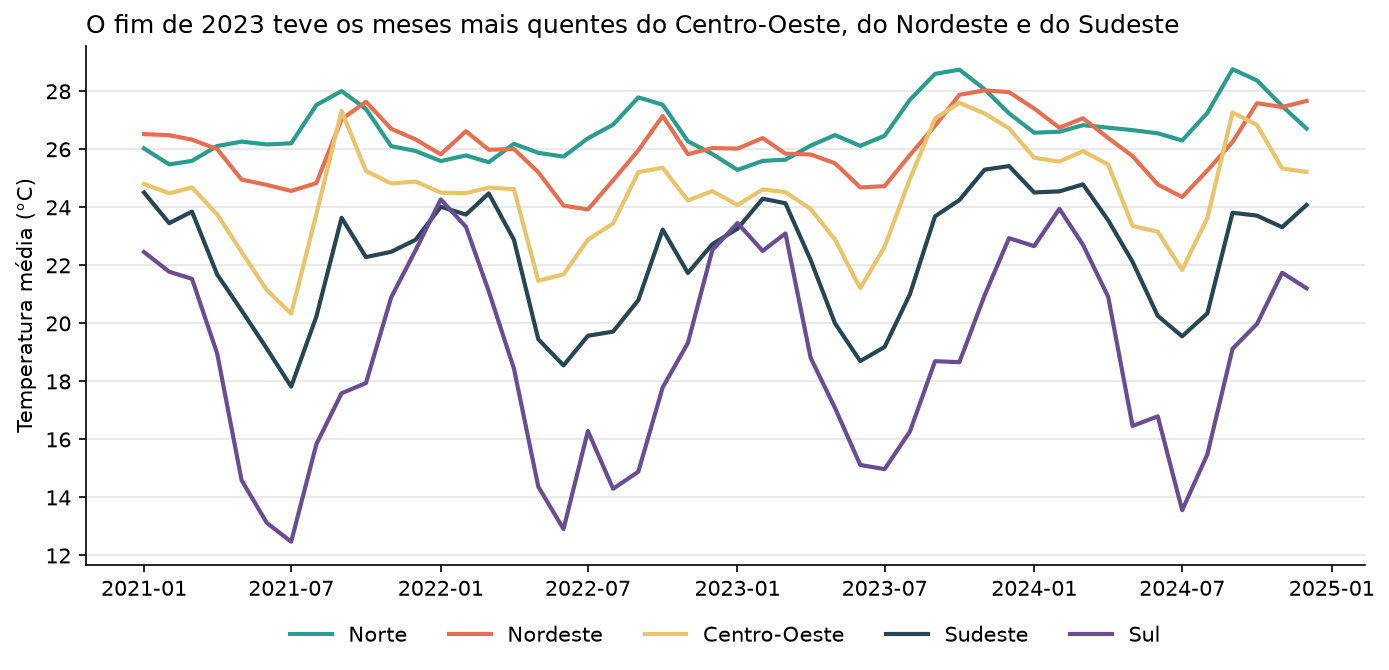 O fim de 2023 teve os meses mais quentes do Centro-Oeste, do Nordeste e do Sudeste
Temperatura média (°C)
28
26
24
22
20
18
16
14
12
2021-01 2021-07 2022-01 2022-07 2023-01 2023-07 2024-01 2024-07 2025-01
Norte Nordeste Centro-Oeste Sudeste Sul